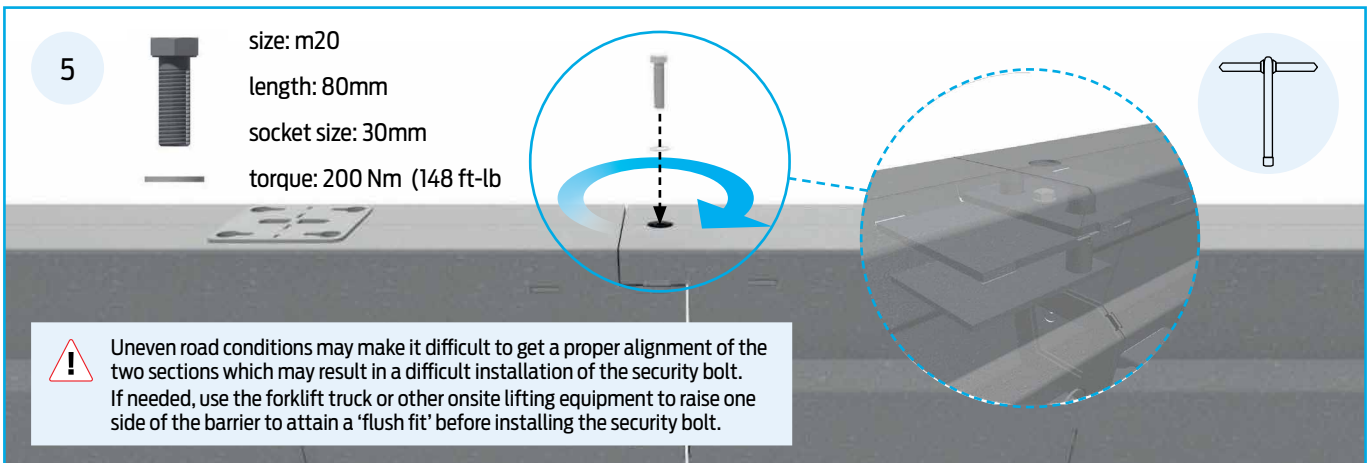 5
size: m20
length: 80mm
socket size: 30mm
torque: 200 Nm (148 ft-lb
!
Uneven road conditions may make it difficult to get a proper alignment of the
two sections which may result in a difficult installation of the security bolt.
If needed, use the forklift truck or other onsite lifting equipment to raise one
side of the barrier to attain a ‘flush fit’ before installing the security bolt.